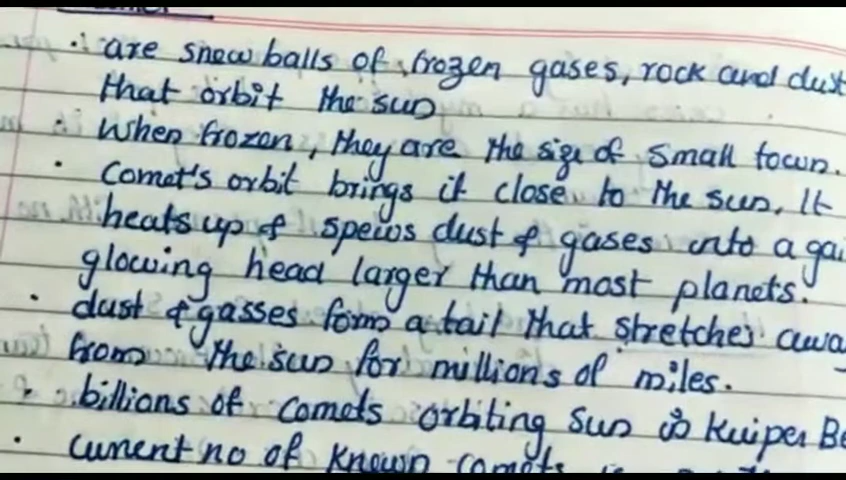 • are snow balls of frozen gases, rock and dust
that orbit the sun
• When frozen, they are the size of small town.
• Comet's orbit brings it close to the sun. It
heats up & spews dust & gases into a
glowing head larger than most planets.
• dust & gasses form a tail that stretches
from the sun for millions of miles.
• billions of comets orbiting Sun in Kuiper
• current no of known comets is